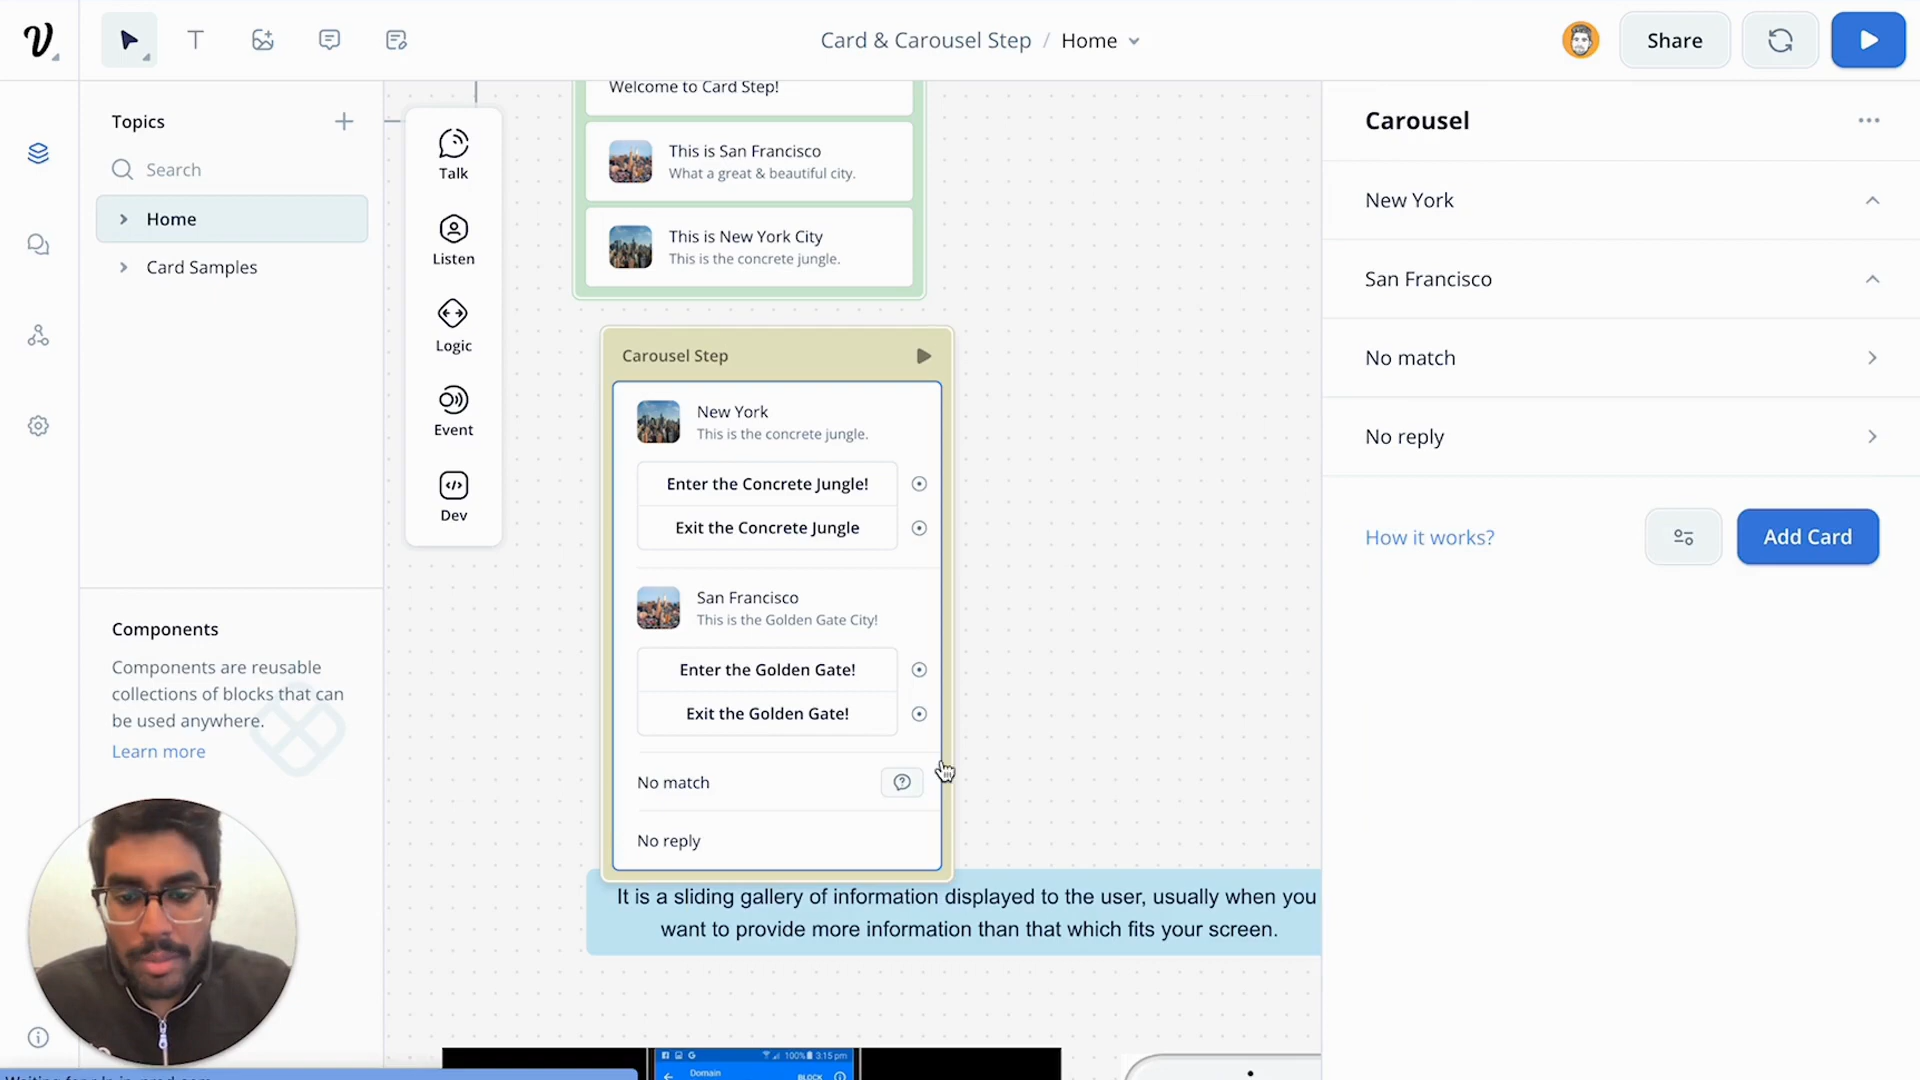 Card & Carousel Step / Home
Share
Topics
Search
Home
Card Samples
Components
Components are reusable
collections of blocks that can
be used anywhere.
Learn more
Talk
Listen
Logic
Event
Dev
Welcome to Card Step!
This is San Francisco
What a great & beautiful city.
This is New York City
This is the concrete jungle.
Carousel Step
New York
This is the concrete jungle.
Enter the Concrete Jungle!
Exit the Concrete Jungle
San Francisco
This is the Golden Gate City!
Enter the Golden Gate!
Exit the Golden Gate!
No match
No reply
It is a sliding gallery of information displayed to the user, usually when you
want to provide more information than that which fits your screen.
100% 3:15 pm
Domain
BLOCK
Carousel
New York
San Francisco
No match
No reply
How it works?
Add Card